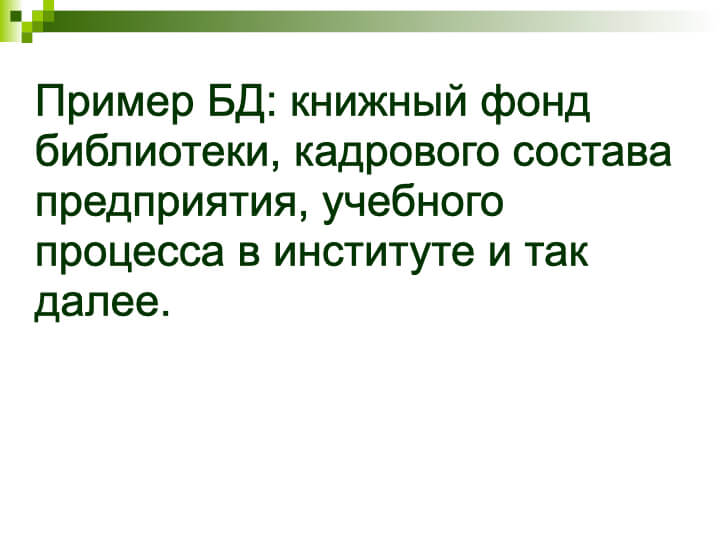 Пример БД: книжный фонд
библиотеки, кадрового состава
предприятия, учебного
процесса в институте и так
далее.